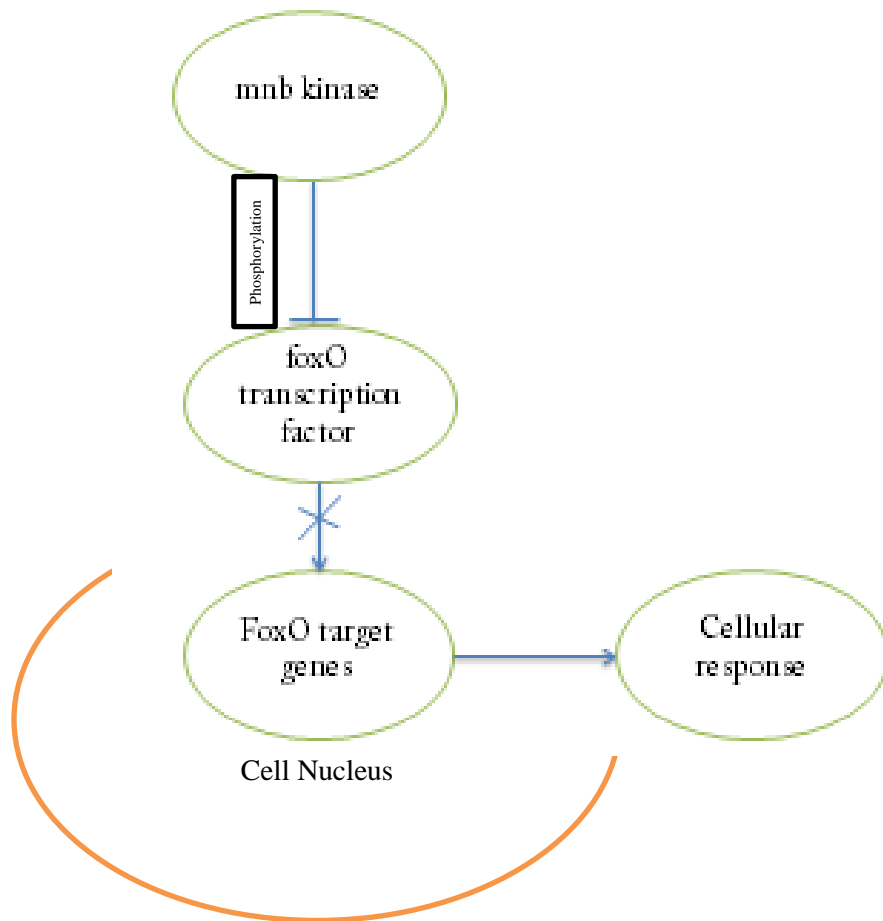 mnb kinase
Phosphorylation
foxO
transcription
factor
FoxO target
genes
Cellular
response
Cell Nucleus